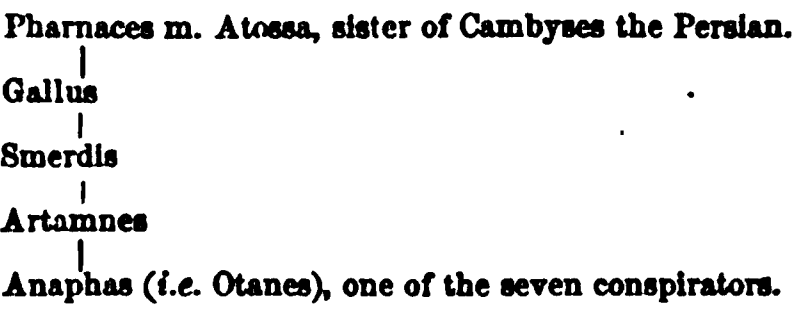 Pharnaces m. Atossa, sister of Cambyses the Persian.
Gallus
Smerdis
Artamnes
Anaphas (i.e. Otanes), one of the seven conspirators.